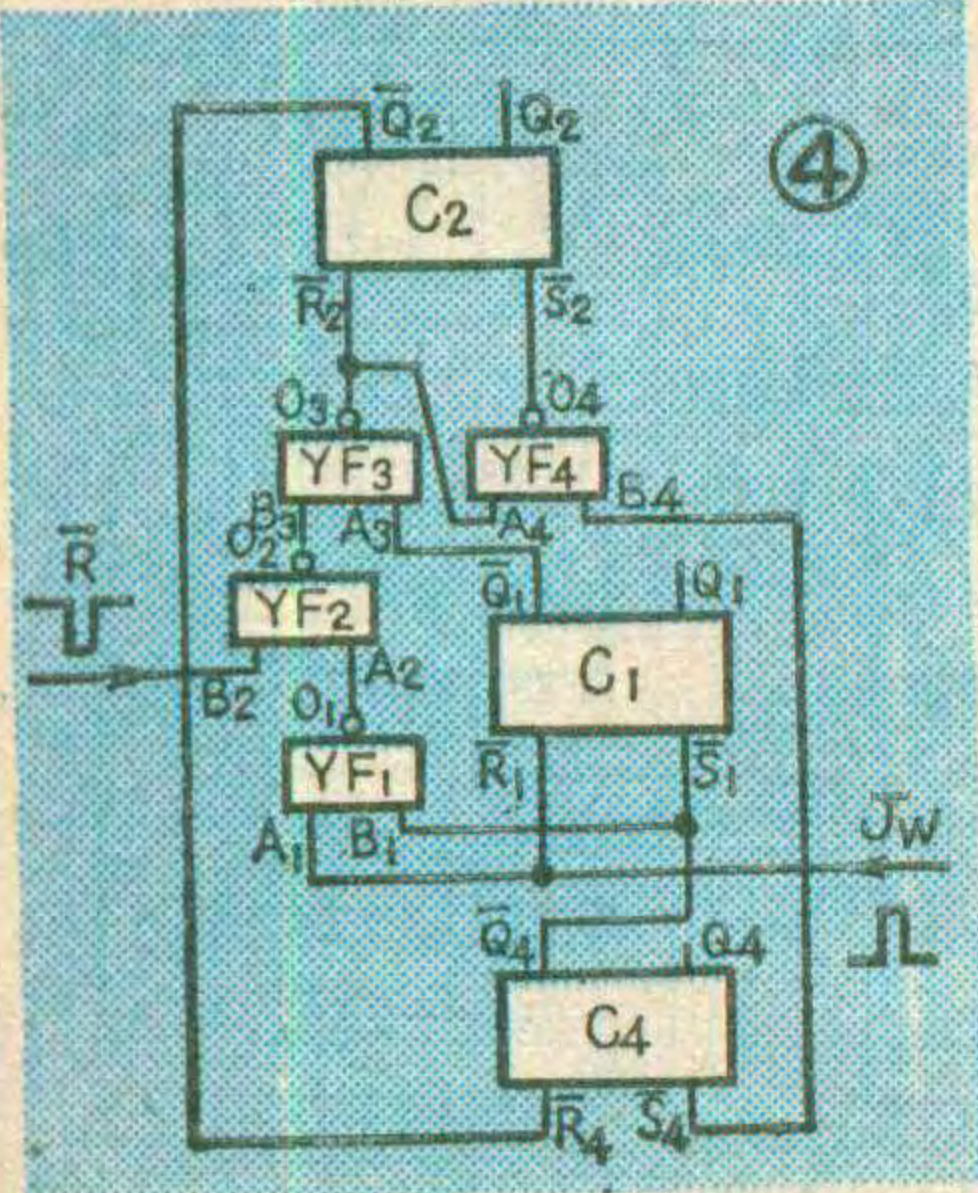 Q̄2 Q2
④
C2
R̄2 S̄2
O3 O4
YF3 YF4
B3 A3 A4 B4
O2
R̄
YF2
Q̄1 Q1
C1
B2 A2
O1
YF1
R̄1 S̄1
A1 B1
J̄W
Q̄4 Q4
C4
R̄4 S̄4